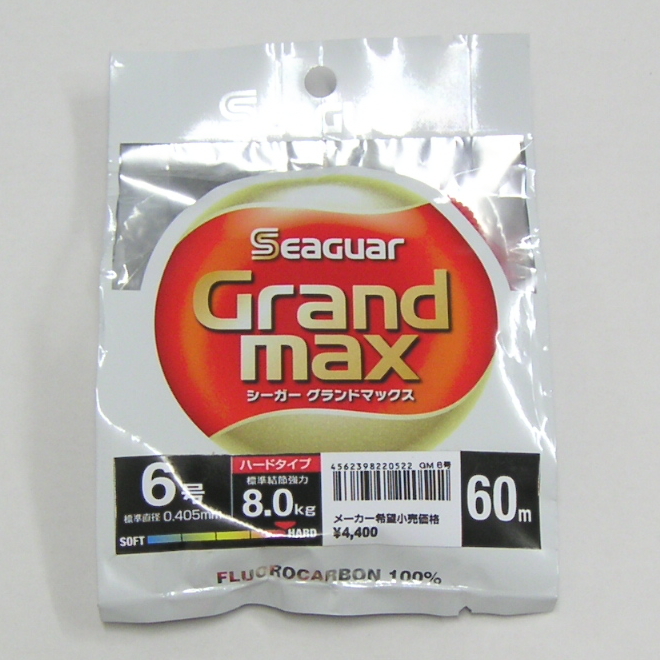 SEAGUAR
SEAGUAR
Grand
max
シーガー グランドマックス
6号
標準直径 0.405mm
ハードタイプ
標準結節強力
8.0kg
SOFT HARD
4562398220522 GM 6号
メーカー希望小売価格
¥4,400
60m
FLUOROCARBON 100%